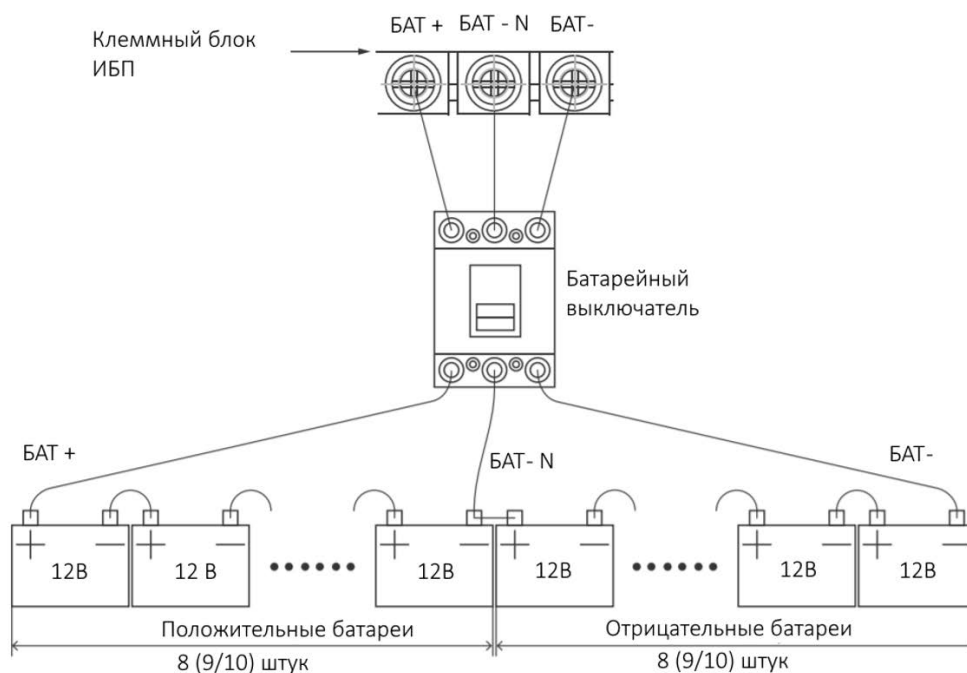 БАТ + БАТ - N БАТ-
Клеммный блок
ИБП
Батарейный
выключатель
БАТ +
БАТ- N
БАТ-
+ − + − + − + − + − + −
12В 12 В 12В 12В 12В 12В
Положительные батареи Отрицательные батареи
8 (9/10) штук 8 (9/10) штук